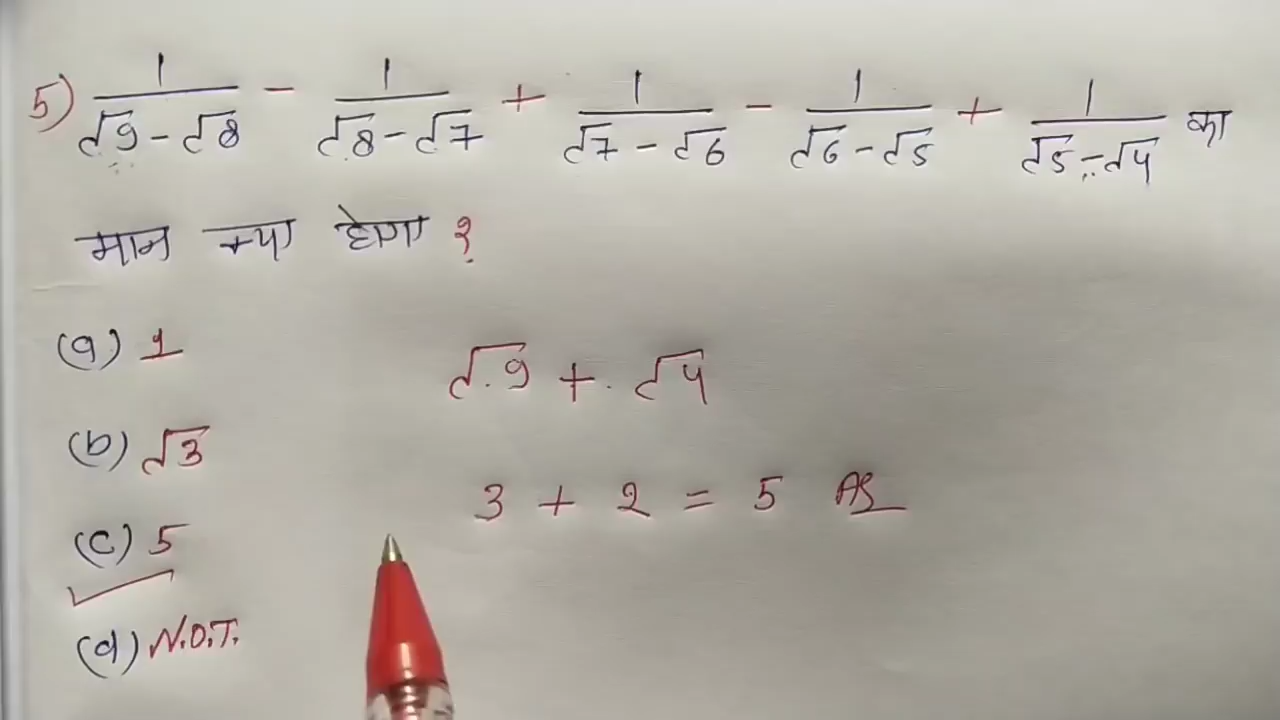 5) 1/(√9-√8) - 1/(√8-√7) + 1/(√7-√6) - 1/(√6-√5) + 1/(√5-√4) का
मान क्या होगा ?
(a) 1
√9 + √4
(b) √3
3 + 2 = 5 As
(c) 5
(d) N.O.T.